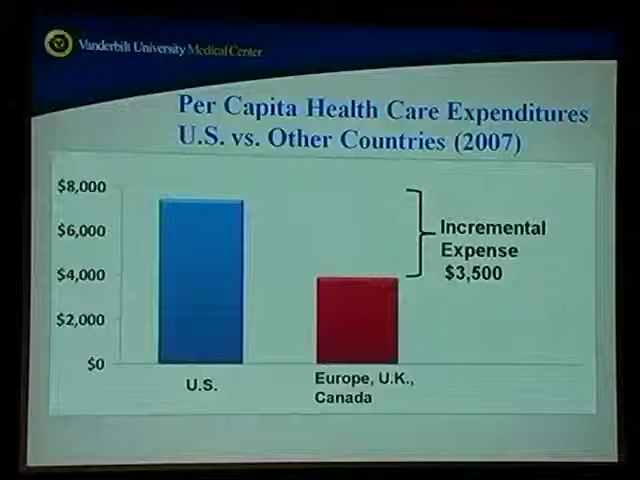 Vanderbilt University Medical Center
Per Capita Health Care Expenditures
U.S. vs. Other Countries (2007)
$8,000
$6,000
$4,000
$2,000
$0
Incremental
Expense
$3,500
U.S.
Europe, U.K.,
Canada